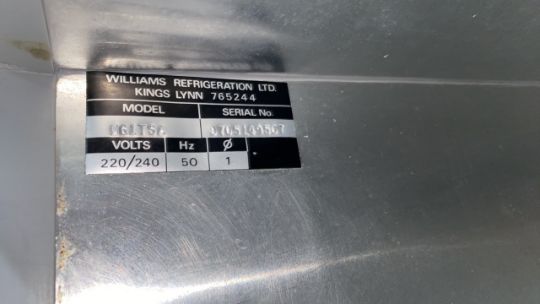 WILLIAMS REFRIGERATION LTD.
KINGS LYNN 765244
MODEL SERIAL No.
VOLTS Hz Ø
220/240 50 1